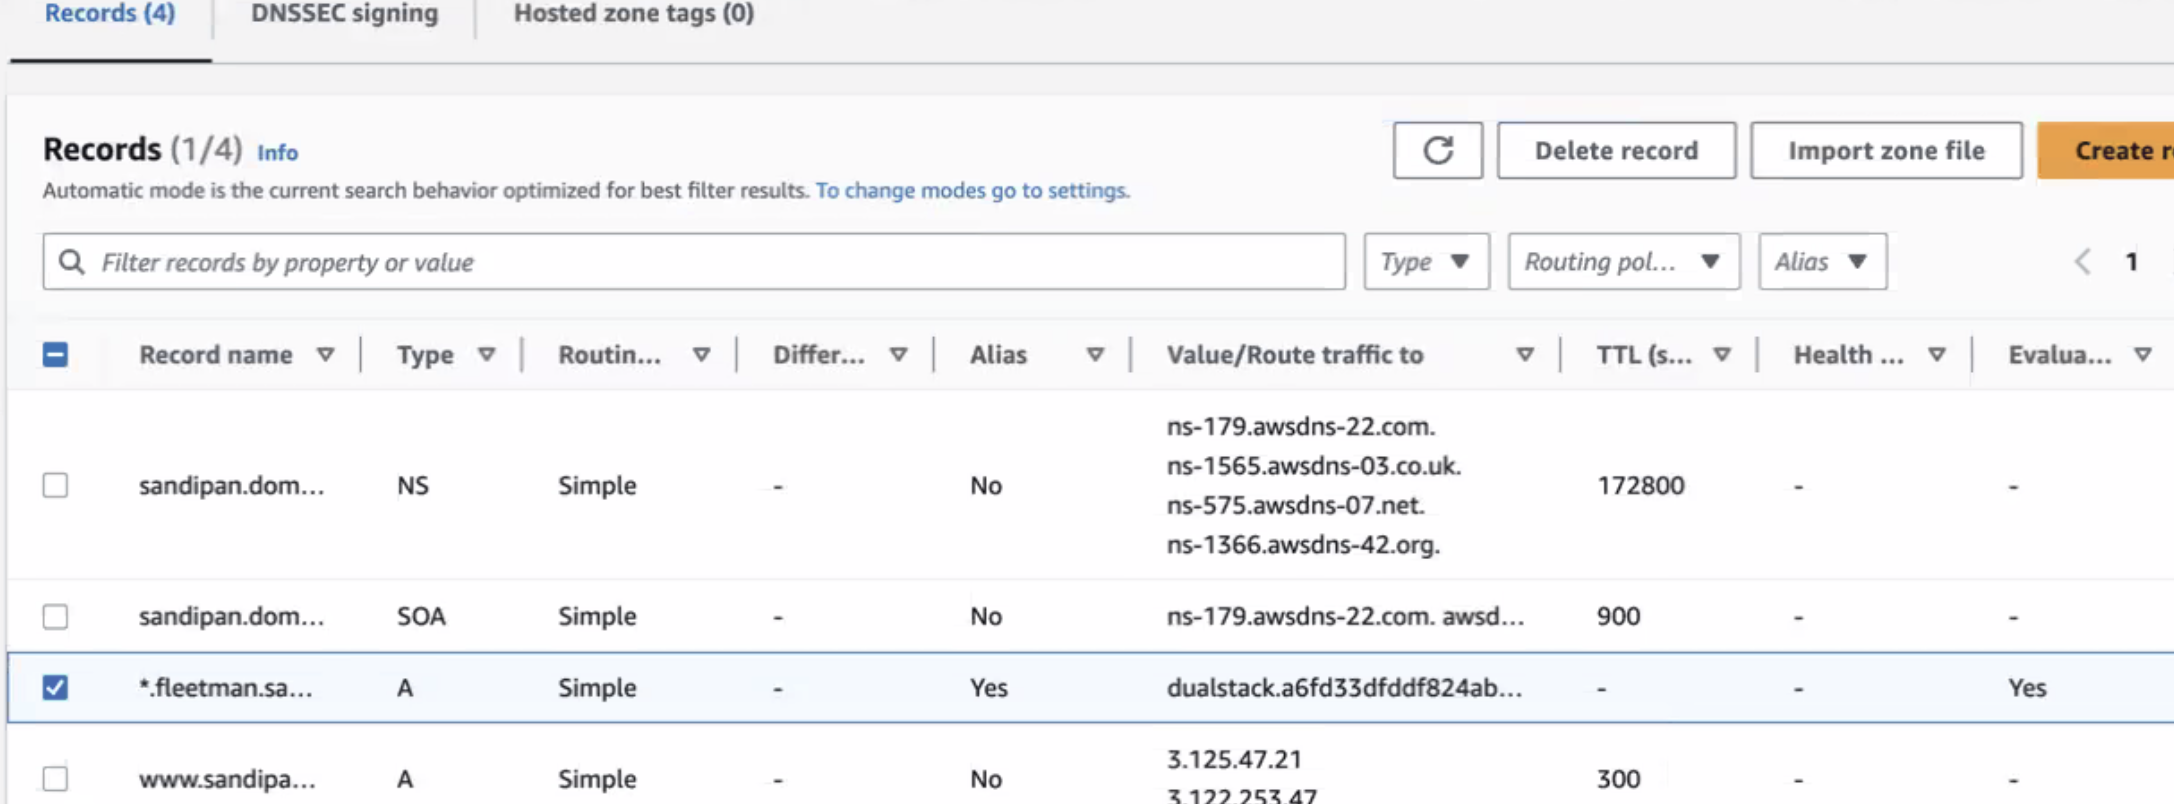 Records (4) DNSSEC signing Hosted zone tags (0)
Records (1/4) Info
Delete record Import zone file Create
Automatic mode is the current search behavior optimized for best filter results. To change modes go to settings.
Filter records by property or value Type Routing pol... Alias 1
Record name Type Routin... Differ... Alias Value/Route traffic to TTL (s... Health ... Evalua...
ns-179.awsdns-22.com.
ns-1565.awsdns-03.co.uk.
sandipan.dom... NS Simple - No 172800 - -
ns-575.awsdns-07.net.
ns-1366.awsdns-42.org.
sandipan.dom... SOA Simple - No ns-179.awsdns-22.com. awsd... 900 - -
*.fleetman.sa... A Simple - Yes dualstack.a6fd33dfddf824ab... - - Yes
3.125.47.21
www.sandipa... A Simple - No 300 - -
3.122.253.47